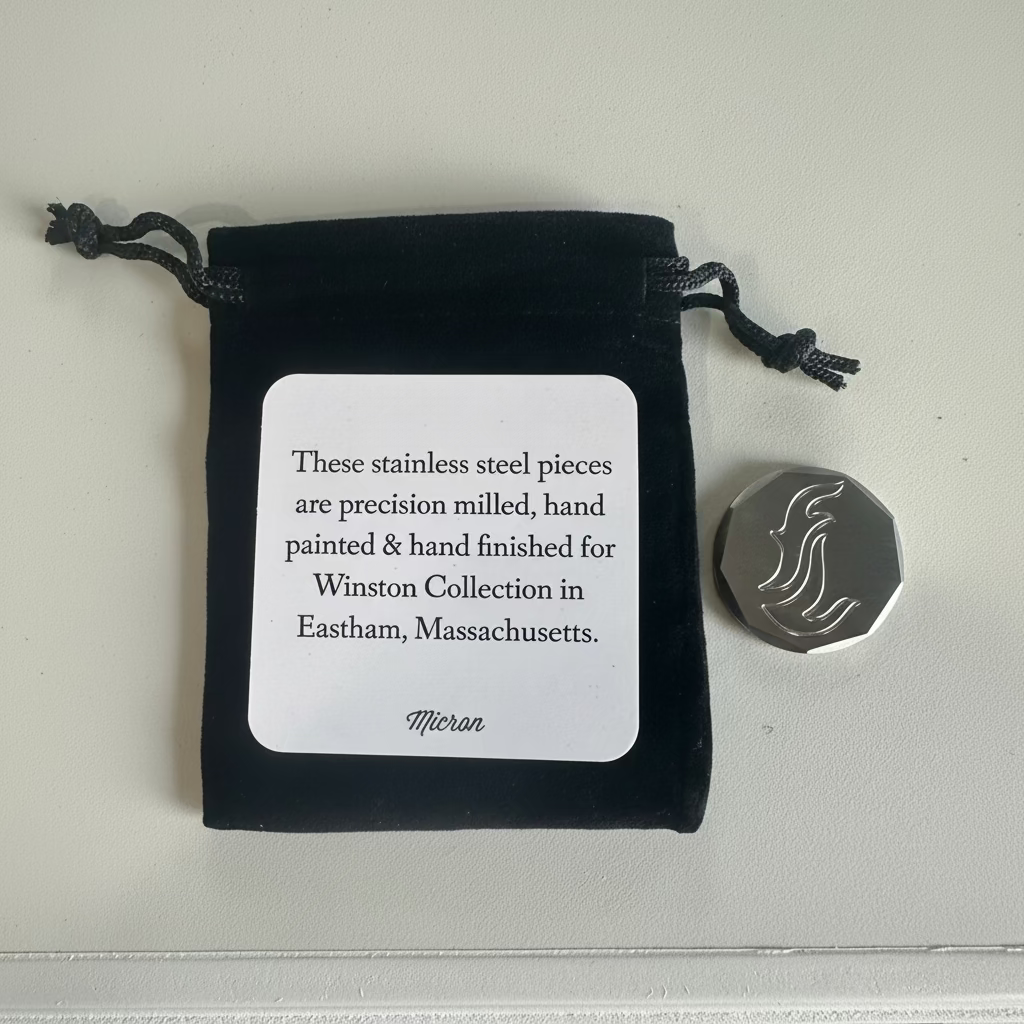 These stainless steel pieces
are precision milled, hand
painted & hand finished for
Winston Collection in
Eastham, Massachusetts.
Micron